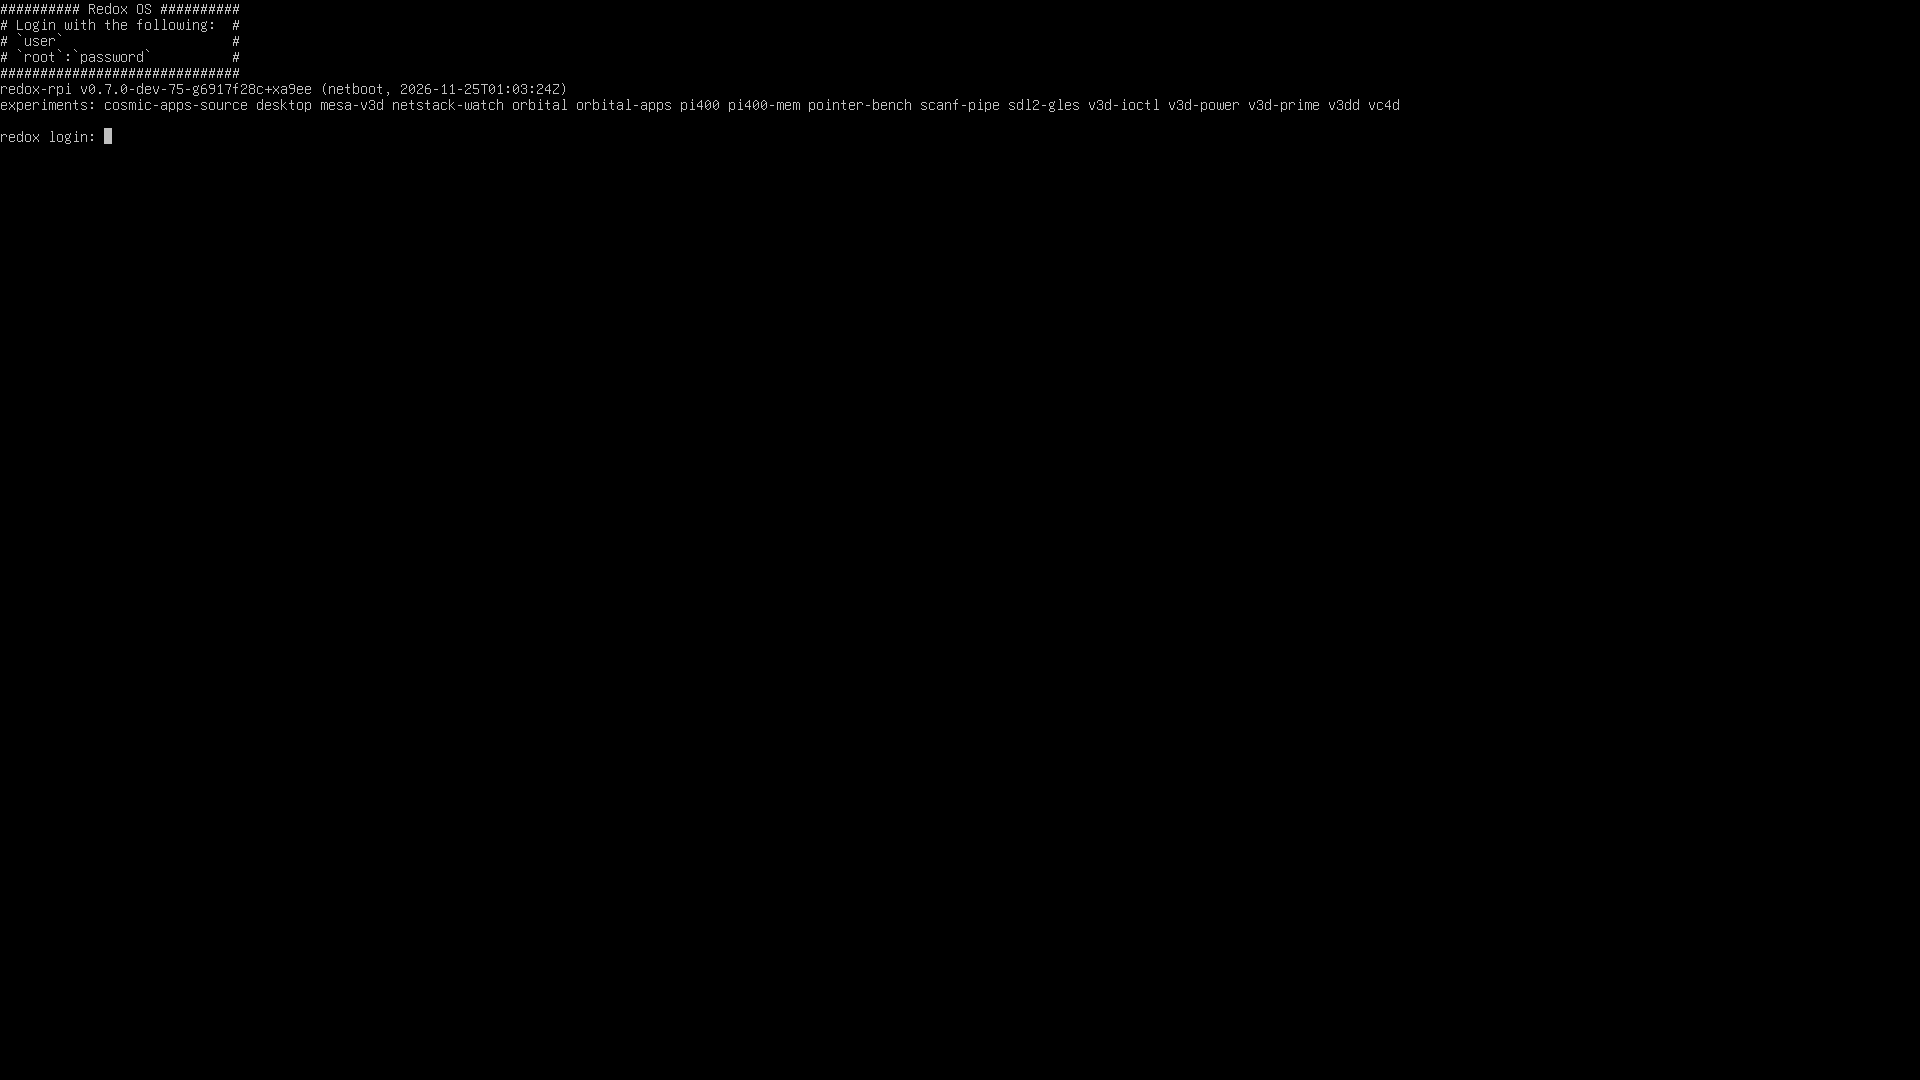 ########## Redox OS ##########
# Login with the following:  #
# `user`                     #
# `root`:`password`          #
##############################
redox-rpi v0.7.0-dev-75-g6917f28c+xa9ee (netboot, 2026-11-25T01:03:24Z)
experiments: cosmic-apps-source desktop mesa-v3d netstack-watch orbital orbital-apps pi400 pi400-mem pointer-bench scanf-pipe sdl2-gles v3d-ioctl v3d-power v3d-prime v3dd vc4d
redox login: